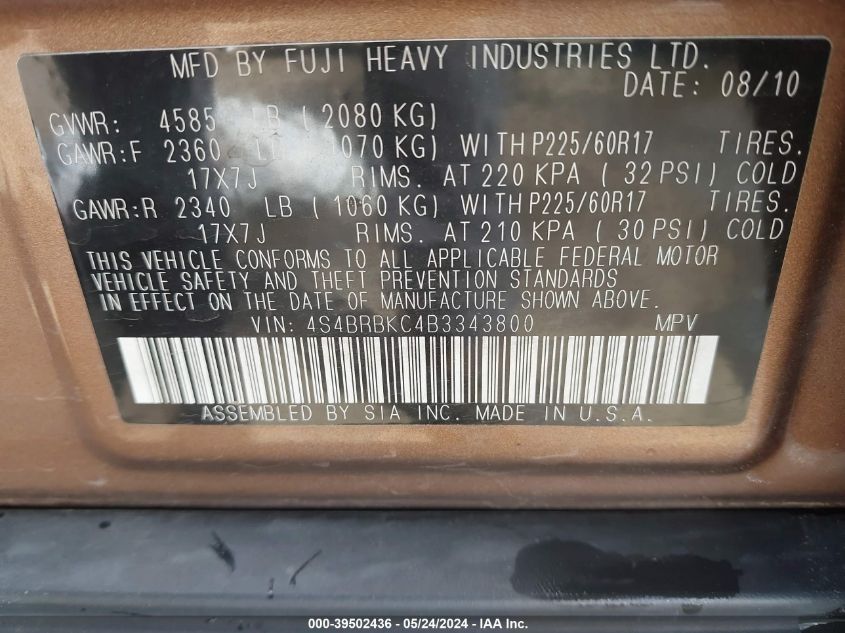 MFD BY FUJI HEAVY INDUSTRIES LTD.
DATE: 08/10
GVWR: 4585 LB ( 2080 KG)
GAWR:F 2360 ( 1070 KG) WITH P225/60R17 TIRES.
17X7J RIMS. AT 220 KPA ( 32 PSI) COLD
GAWR:R 2340 LB ( 1060 KG) WITH P225/60R17 TIRES.
17X7J RIMS. AT 210 KPA ( 30 PSI) COLD
THIS VEHICLE CONFORMS TO ALL APPLICABLE FEDERAL MOTOR
VEHICLE SAFETY AND THEFT PREVENTION STANDARDS
IN EFFECT ON THE DATE OF MANUFACTURE SHOWN ABOVE.
VIN: 4S4BRBKC4B3343800 MPV
ASSEMBLED BY SIA INC. MADE IN U.S.A.
000-39502436 - 05/24/2024 - IAA Inc.